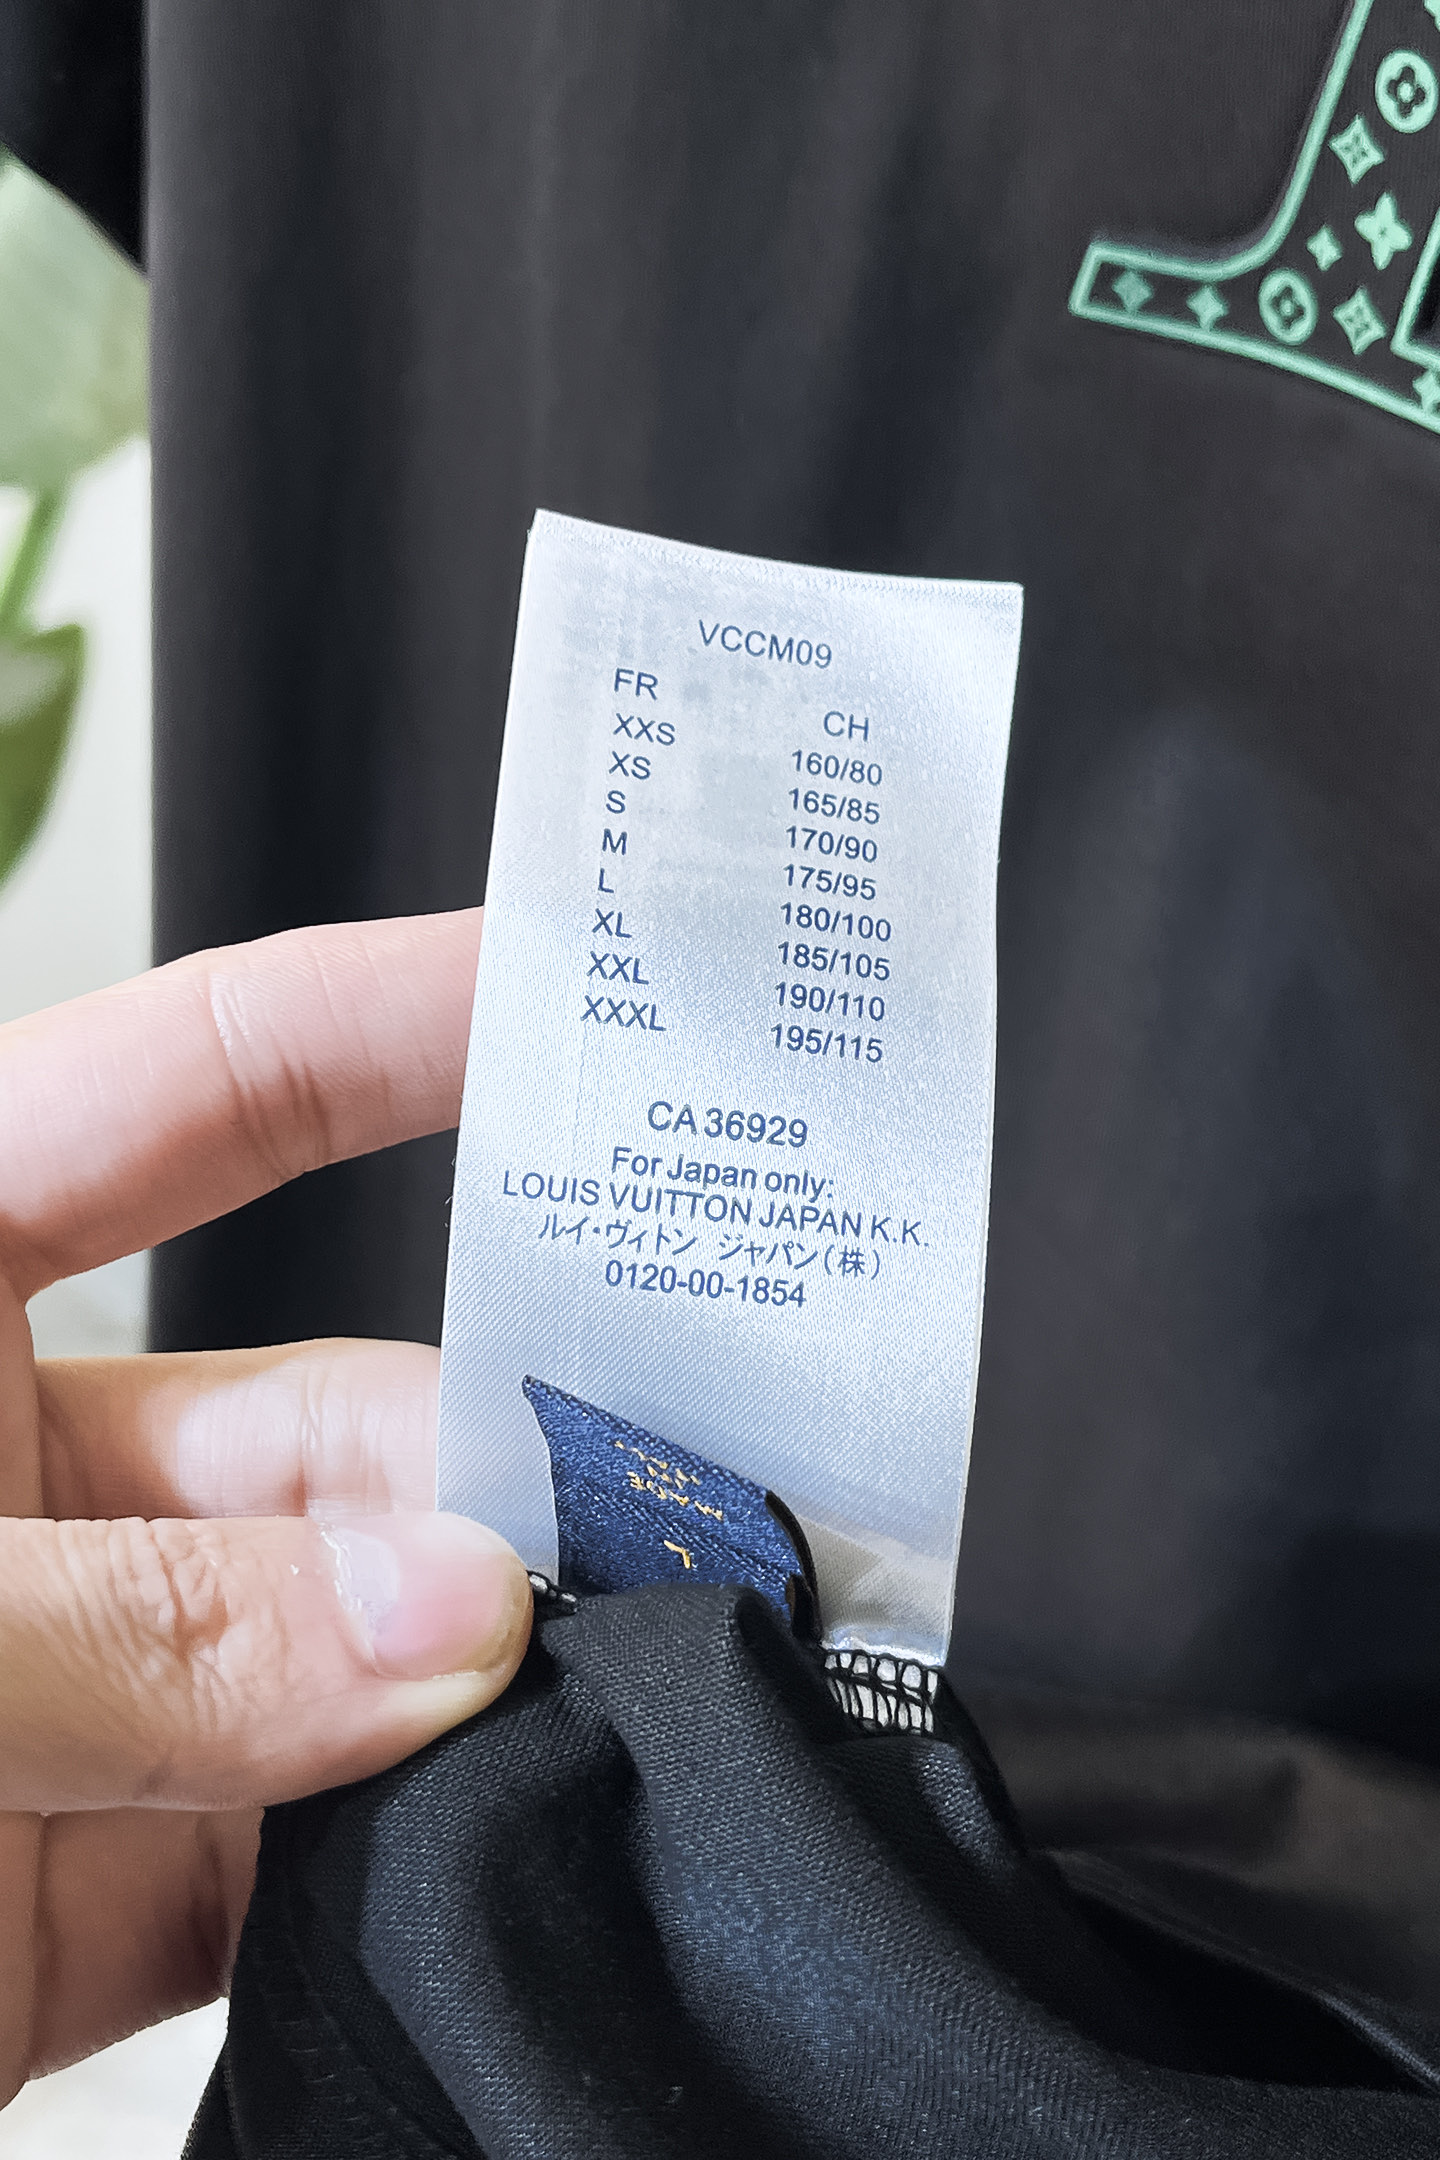 VCCM09
FR CH
XXS 160/80
XS 165/85
S 170/90
M 175/95
L 180/100
XL 185/105
XXL 190/110
XXXL 195/115
CA 36929
For Japan only:
LOUIS VUITTON JAPAN K.K.
ルイ・ヴィトン ジャパン(株)
0120-00-1854
L